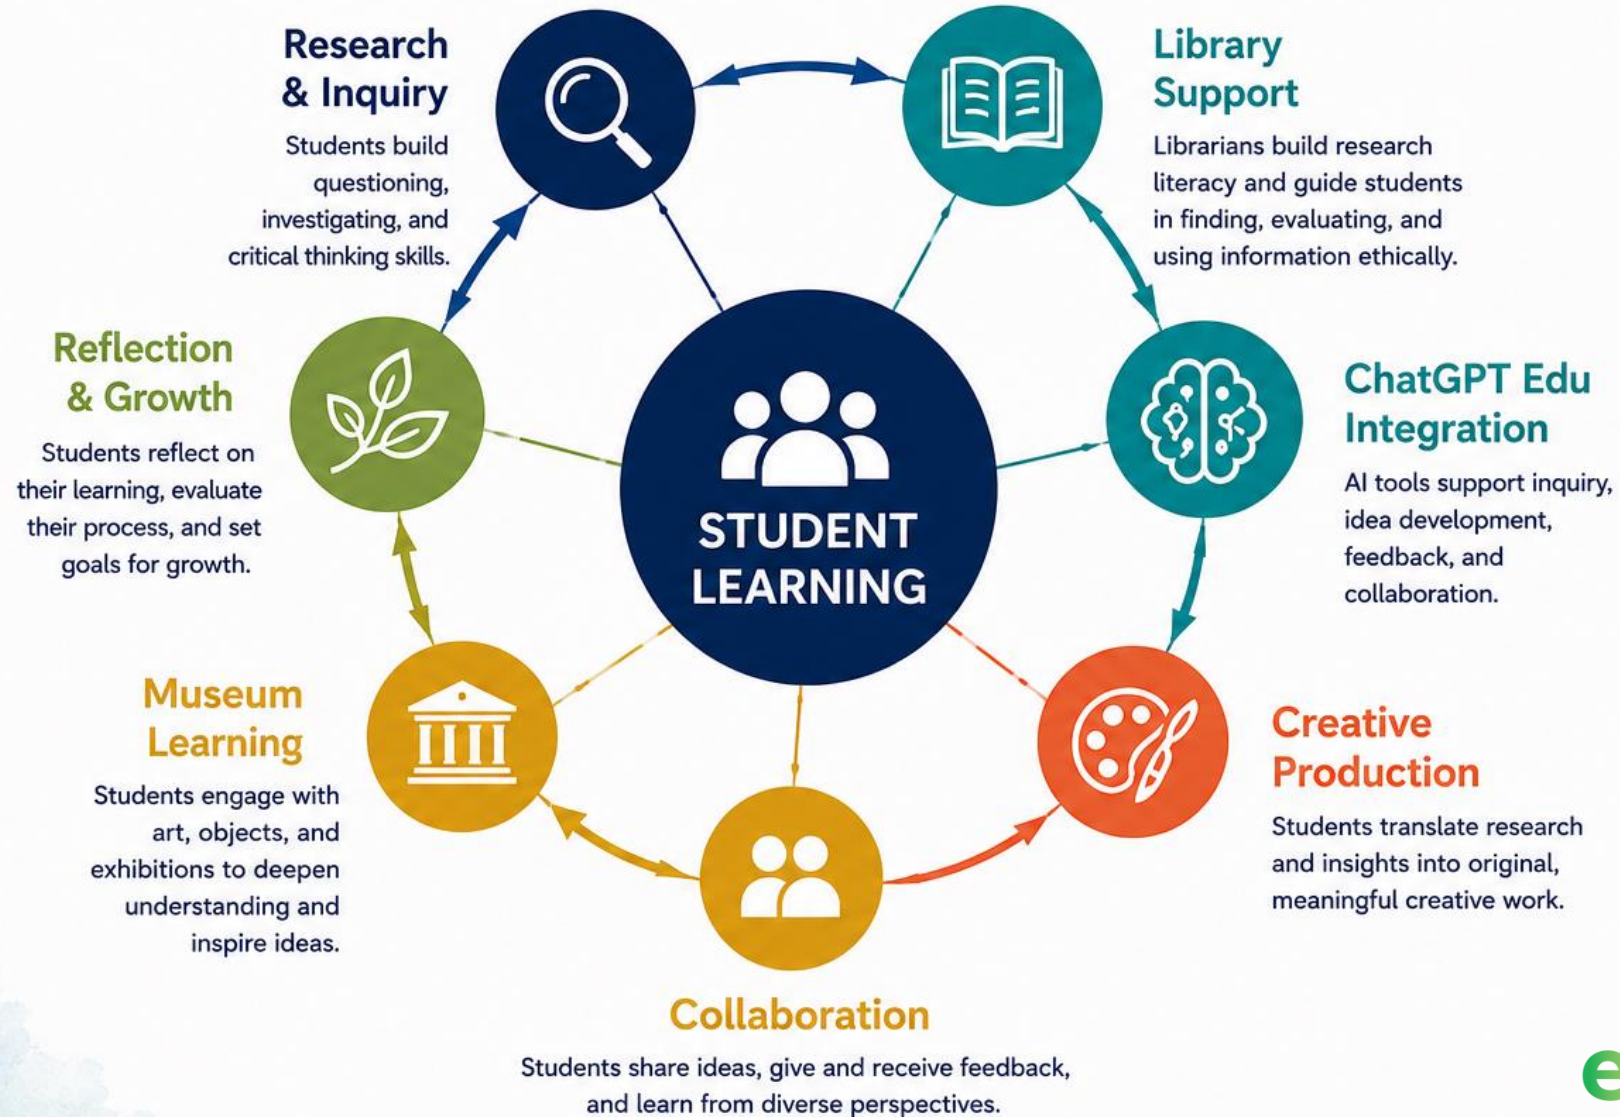 Research
& Inquiry
Students build
questioning,
investigating, and
critical thinking skills.
Library
Support
Librarians build research
literacy and guide students
in finding, evaluating, and
using information ethically.
Reflection
& Growth
Students reflect on
their learning, evaluate
their process, and set
goals for growth.
STUDENT
LEARNING
ChatGPT Edu
Integration
AI tools support inquiry,
idea development,
feedback, and
collaboration.
Museum
Learning
Students engage with
art, objects, and
exhibitions to deepen
understanding and
inspire ideas.
Creative
Production
Students translate research
and insights into original,
meaningful creative work.
Collaboration
Students share ideas, give and receive feedback,
and learn from diverse perspectives.
e